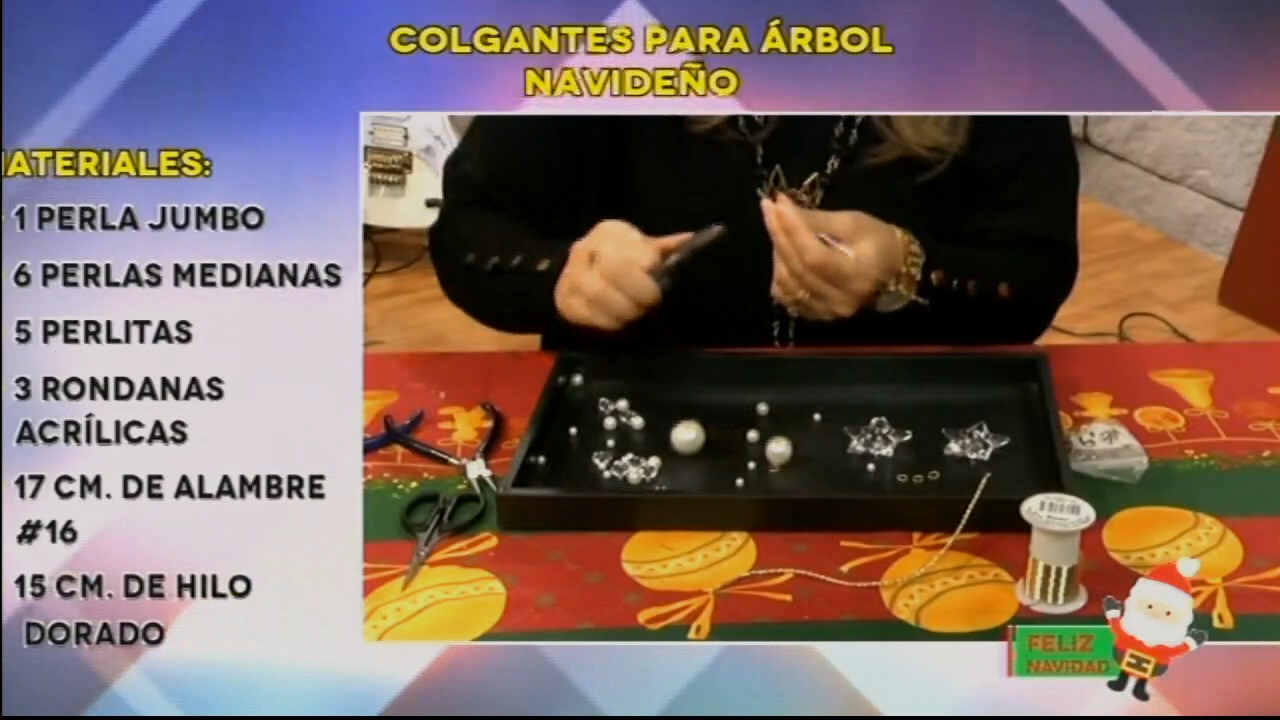 COLGANTES PARA ÁRBOL
NAVIDEÑO
MATERIALES:
1 PERLA JUMBO
6 PERLAS MEDIANAS
5 PERLITAS
3 RONDANAS
ACRÍLICAS
17 CM. DE ALAMBRE
#16
15 CM. DE HILO
DORADO
FELIZ
NAVIDAD